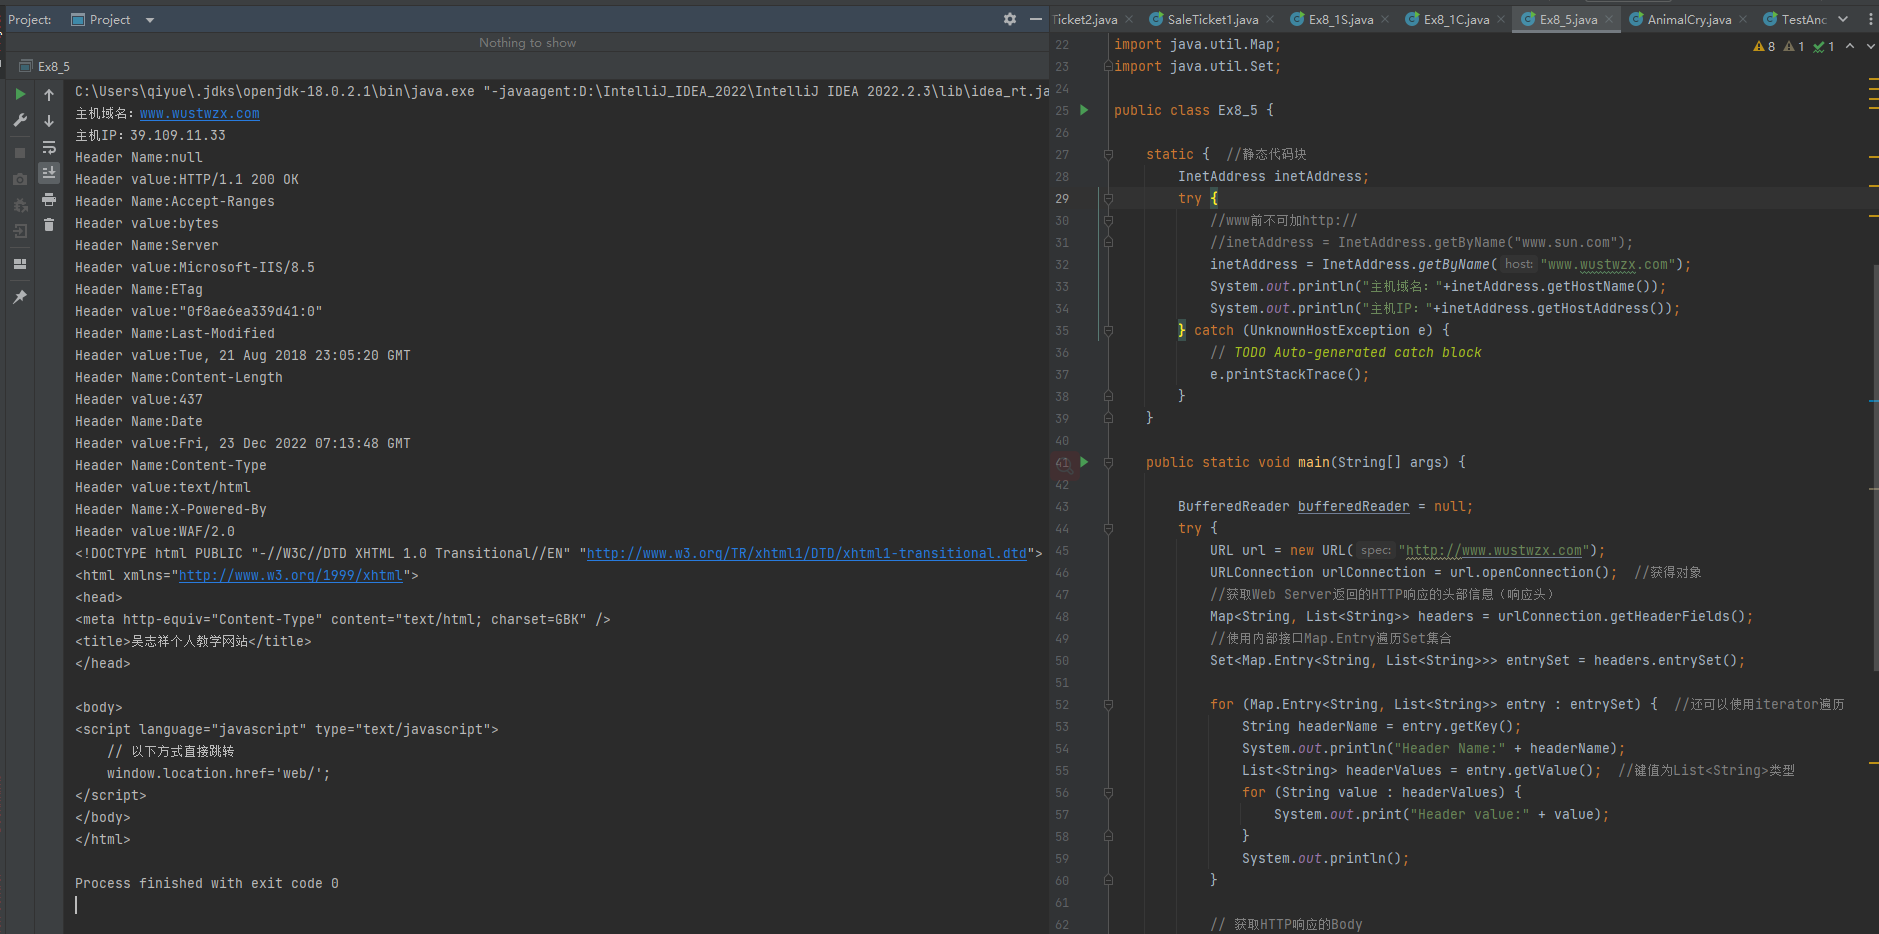 Project:
Project
Nothing to show
Ex8_5
C:\Users\qiyue\.jdks\openjdk-18.0.2.1\bin\java.exe "-javaagent:D:\IntelliJ_IDEA_2022\IntelliJ IDEA 2022.2.3\lib\idea_rt.ja
主机域名：www.wustwzx.com
主机IP：39.109.11.33
Header Name:null
Header value:HTTP/1.1 200 OK
Header Name:Accept-Ranges
Header value:bytes
Header Name:Server
Header value:Microsoft-IIS/8.5
Header Name:ETag
Header value:"0f8ae6ea339d41:0"
Header Name:Last-Modified
Header value:Tue, 21 Aug 2018 23:05:20 GMT
Header Name:Content-Length
Header value:437
Header Name:Date
Header value:Fri, 23 Dec 2022 07:13:48 GMT
Header Name:Content-Type
Header value:text/html
Header Name:X-Powered-By
Header value:WAF/2.0
<!DOCTYPE html PUBLIC "-//W3C//DTD XHTML 1.0 Transitional//EN" "http://www.w3.org/TR/xhtml1/DTD/xhtml1-transitional.dtd">
<html xmlns="http://www.w3.org/1999/xhtml">
<head>
<meta http-equiv="Content-Type" content="text/html; charset=GBK" />
<title>吴志祥个人教学网站</title>
</head>
<body>
<script language="javascript" type="text/javascript">
// 以下方式直接跳转
window.location.href='web/';
</script>
</body>
</html>
Process finished with exit code 0
Ticket2.java SaleTicket1.java Ex8_1S.java Ex8_1C.java Ex8_5.java AnimalCry.java TestAnc
8 1 1
22 import java.util.Map;
23 import java.util.Set;
24
25 public class Ex8_5 {
26
27 static { //静态代码块
28 InetAddress inetAddress;
29 try {
30 //www前不可加http://
31 //inetAddress = InetAddress.getByName("www.sun.com");
32 inetAddress = InetAddress.getByName( host: "www.wustwzx.com");
33 System.out.println("主机域名："+inetAddress.getHostName());
34 System.out.println("主机IP："+inetAddress.getHostAddress());
35 } catch (UnknownHostException e) {
36 // TODO Auto-generated catch block
37 e.printStackTrace();
38 }
39 }
40
41 public static void main(String[] args) {
42
43 BufferedReader bufferedReader = null;
44 try {
45 URL url = new URL( spec: "http://www.wustwzx.com");
46 URLConnection urlConnection = url.openConnection(); //获得对象
47 //获取Web Server返回的HTTP响应的头部信息（响应头）
48 Map<String, List<String>> headers = urlConnection.getHeaderFields();
49 //使用内部接口Map.Entry遍历Set集合
50 Set<Map.Entry<String, List<String>>> entrySet = headers.entrySet();
51
52 for (Map.Entry<String, List<String>> entry : entrySet) { //还可以使用iterator遍历
53 String headerName = entry.getKey();
54 System.out.println("Header Name:" + headerName);
55 List<String> headerValues = entry.getValue(); //键值为List<String>类型
56 for (String value : headerValues) {
57 System.out.print("Header value:" + value);
58 }
59 System.out.println();
60 }
61
62 // 获取HTTP响应的Body